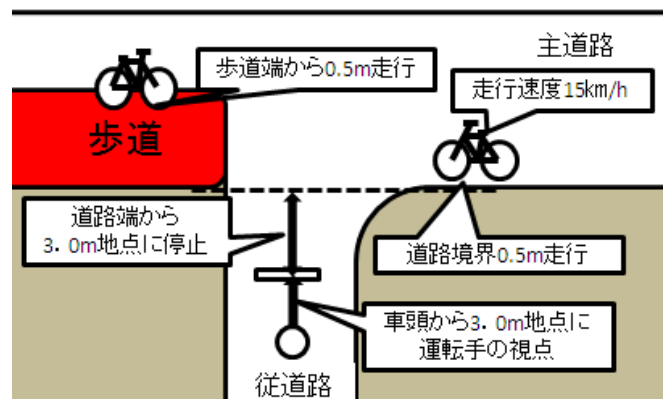 主道路
歩道端から0.5m走行
走行速度15km/h
歩道
道路端から
3．0m地点に停止
道路境界0.5m走行
車頭から3．0m地点に
運転手の視点
従道路